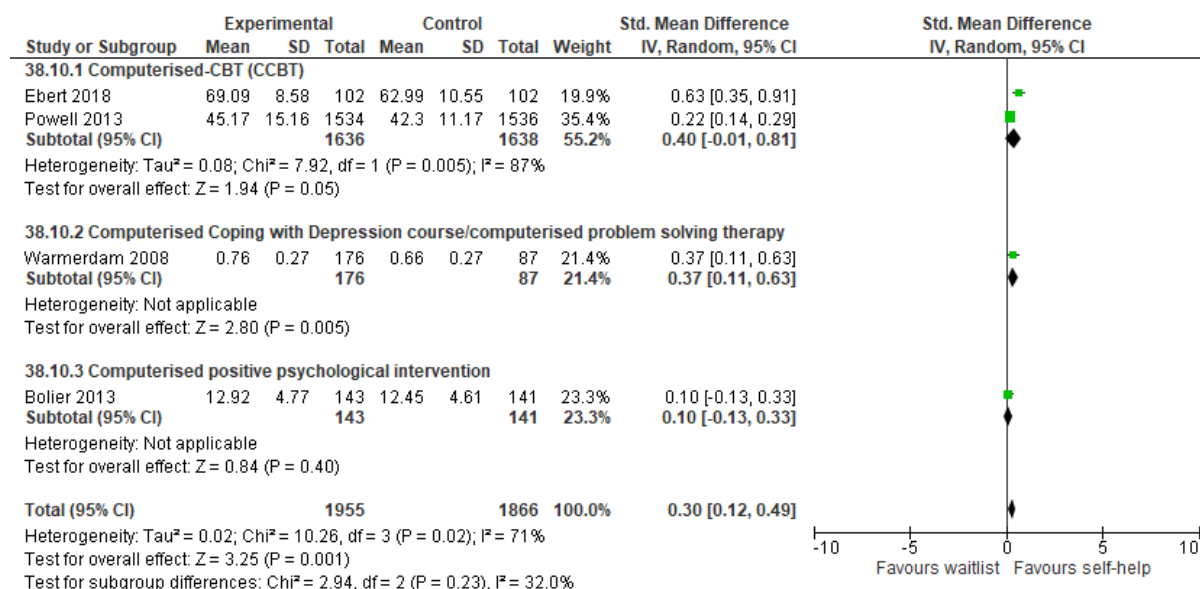 Experimental Control Std. Mean Difference Std. Mean Difference
Study or Subgroup Mean SD Total Mean SD Total Weight IV, Random, 95% CI IV, Random, 95% CI
38.10.1 Computerised-CBT (CCBT)
Ebert 2018 69.09 8.58 102 62.99 10.55 102 19.9% 0.63 [0.35, 0.91]
Powell 2013 45.17 15.16 1534 42.3 11.17 1536 35.4% 0.22 [0.14, 0.29]
Subtotal (95% CI) 1636 1638 55.2% 0.40 [-0.01, 0.81]
Heterogeneity: Tau² = 0.08; Chi² = 7.92, df = 1 (P = 0.005); I² = 87%
Test for overall effect: Z = 1.94 (P = 0.05)
38.10.2 Computerised Coping with Depression course/computerised problem solving therapy
Warmerdam 2008 0.76 0.27 176 0.66 0.27 87 21.4% 0.37 [0.11, 0.63]
Subtotal (95% CI) 176 87 21.4% 0.37 [0.11, 0.63]
Heterogeneity: Not applicable
Test for overall effect: Z = 2.80 (P = 0.005)
38.10.3 Computerised positive psychological intervention
Bolier 2013 12.92 4.77 143 12.45 4.61 141 23.3% 0.10 [-0.13, 0.33]
Subtotal (95% CI) 143 141 23.3% 0.10 [-0.13, 0.33]
Heterogeneity: Not applicable
Test for overall effect: Z = 0.84 (P = 0.40)
Total (95% CI) 1955 1866 100.0% 0.30 [0.12, 0.49]
Heterogeneity: Tau² = 0.02; Chi² = 10.26, df = 3 (P = 0.02); I² = 71%
Test for overall effect: Z = 3.25 (P = 0.001)
Test for subgroup differences: Chi² = 2.94, df = 2 (P = 0.23), I² = 32.0%
-10 -5 0 5 10
Favours waitlist Favours self-help